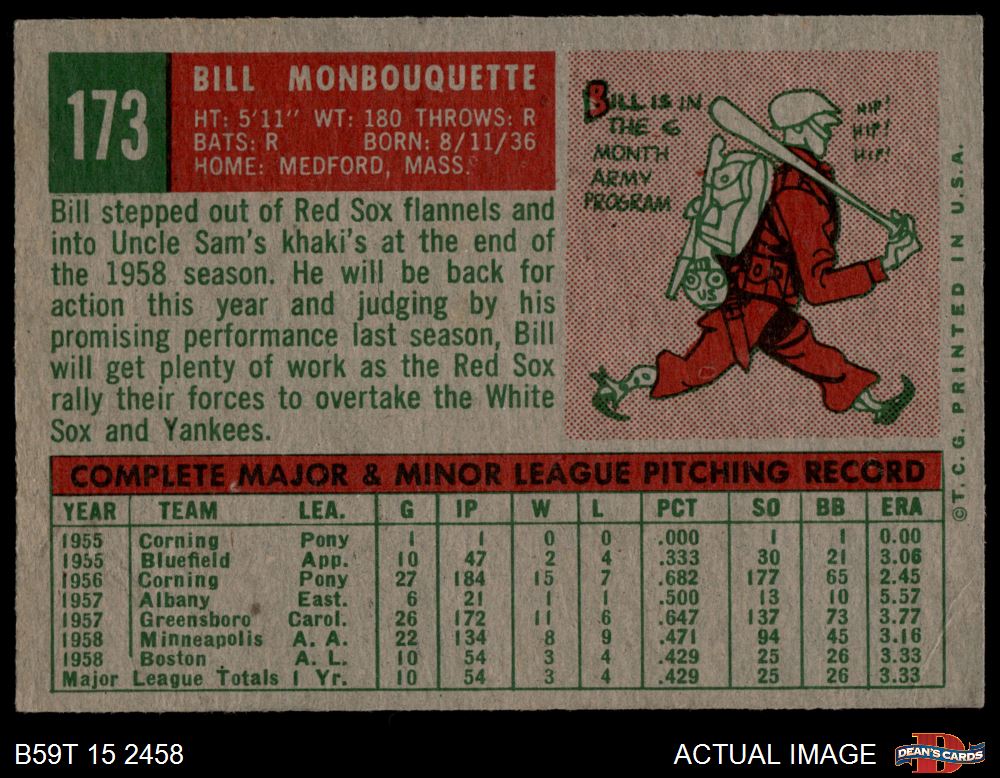 173
BILL MONBOUQUETTE
HT: 5'11" WT: 180 THROWS: R
BATS: R BORN: 8/11/36
HOME: MEDFORD, MASS.
BILL IS IN
THE 6
MONTH
ARMY
PROGRAM
HIP!
HIP!
HIP!
US
Bill stepped out of Red Sox flannels and
into Uncle Sam's khaki's at the end of
the 1958 season. He will be back for
action this year and judging by his
promising performance last season, Bill
will get plenty of work as the Red Sox
rally their forces to overtake the White
Sox and Yankees.
©T.C.G. PRINTED IN U.S.A.
COMPLETE MAJOR & MINOR LEAGUE PITCHING RECORD
YEAR TEAM LEA. G IP W L PCT SO BB ERA
1955 Corning Pony 1 1 0 0 .000 1 1 0.00
1955 Bluefield App. 10 47 2 4 .333 30 21 3.06
1956 Corning Pony 27 184 15 7 .682 177 65 2.45
1957 Albany East. 6 21 1 1 .500 13 10 5.57
1957 Greensboro Carol. 26 172 11 6 .647 137 73 3.77
1958 Minneapolis A. A. 22 134 8 9 .471 94 45 3.16
1958 Boston A. L. 10 54 3 4 .429 25 26 3.33
Major League Totals 1 Yr. 10 54 3 4 .429 25 26 3.33
B59T 15 2458
ACTUAL IMAGE
DEAN'S CARDS